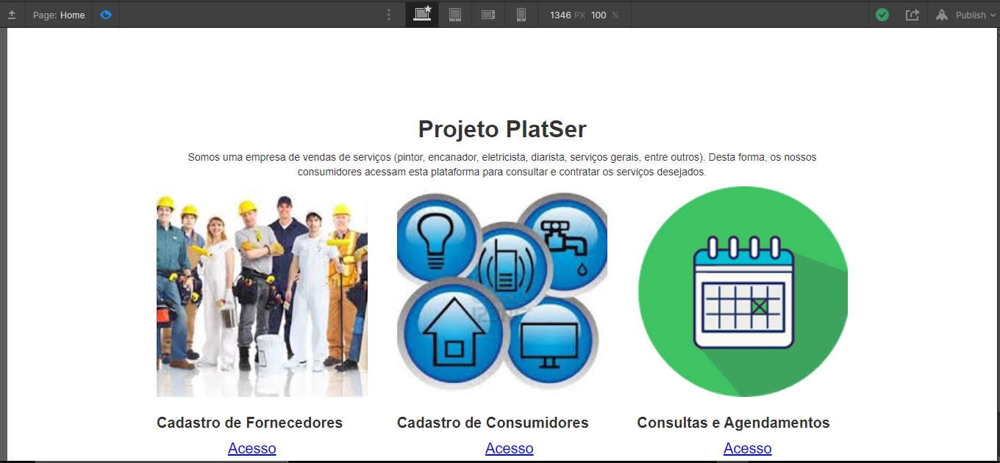 Page: Home
1346 PX 100 %
Publish
Projeto PlatSer
Somos uma empresa de vendas de serviços (pintor, encanador, eletricista, diarista, serviços gerais, entre outros). Desta forma, os nossos
consumidores acessam esta plataforma para consultar e contratar os serviços desejados.
Cadastro de Fornecedores
Cadastro de Consumidores
Consultas e Agendamentos
Acesso
Acesso
Acesso